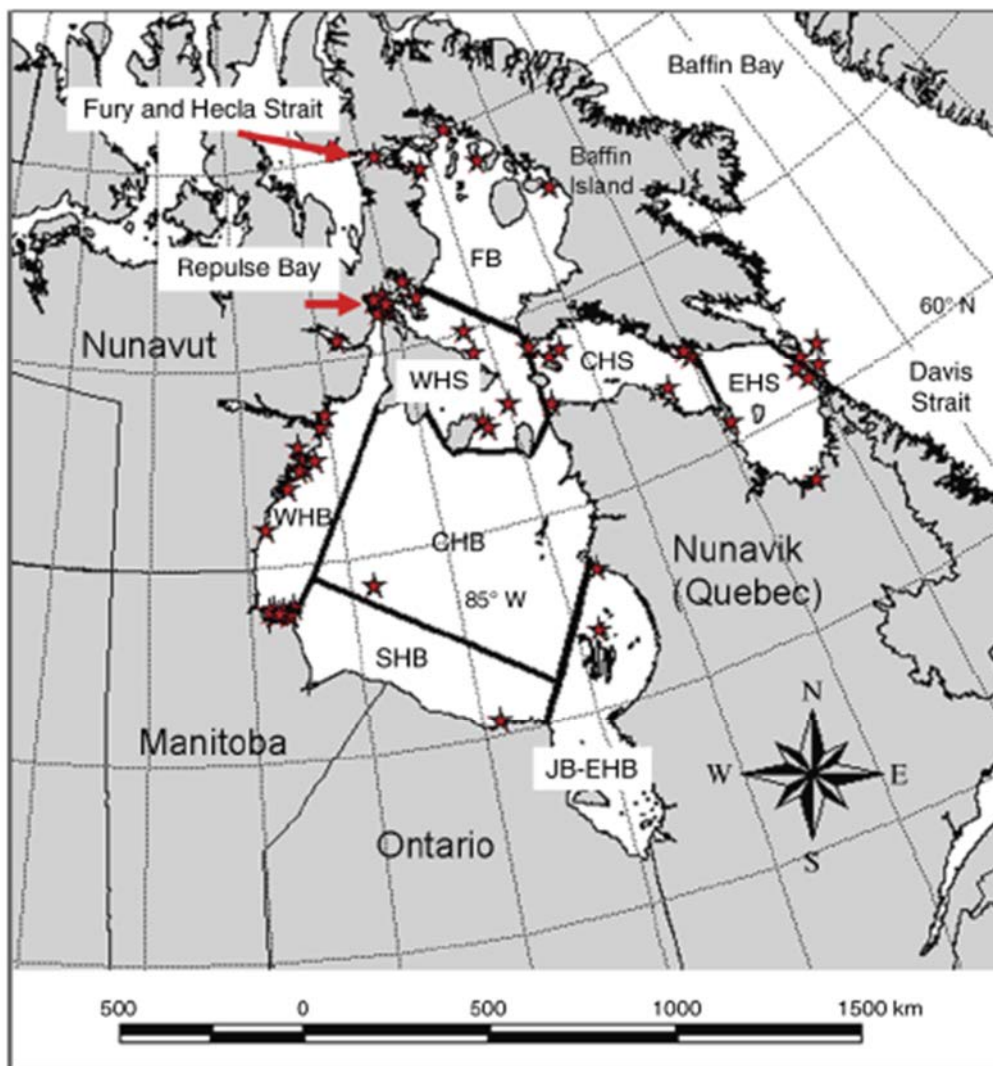 Baffin Bay
Fury and Hecla Strait
Baffin
Island
FB
Repulse Bay
60° N
Nunavut
CHS
WHS
EHS
Davis
Strait
WHB
CHB
Nunavik
(Quebec)
85° W
SHB
N
Manitoba
JB-EHB
W
E
Ontario
S
500
0
500
1000
1500 km